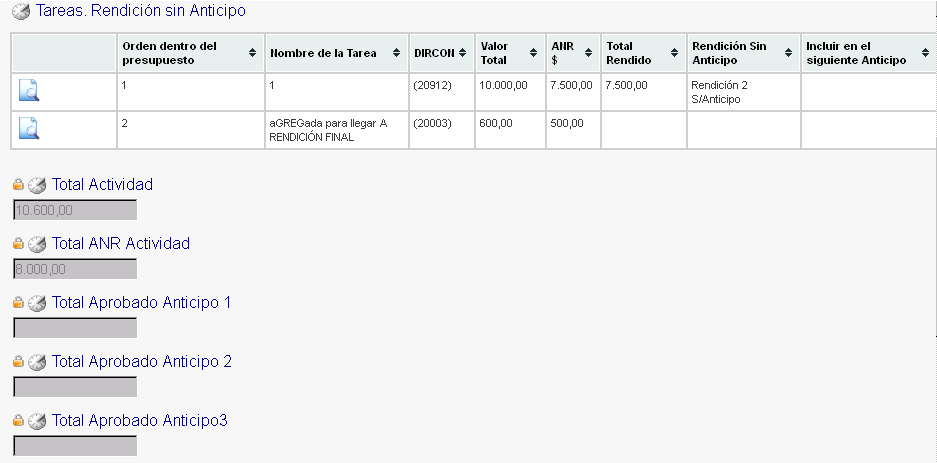 Tareas. Rendición sin Anticipo
Orden dentro del presupuesto Nombre de la Tarea DIRCON Valor Total ANR $ Total Rendido Rendición Sin Anticipo Incluir en el siguiente Anticipo
1 1 (20912) 10.000,00 7.500,00 7.500,00 Rendición 2 S/Anticipo
2 aGREGada para llegar A RENDICIÓN FINAL (20003) 600,00 500,00
Total Actividad
10.600,00
Total ANR Actividad
8.000,00
Total Aprobado Anticipo 1
Total Aprobado Anticipo 2
Total Aprobado Anticipo3